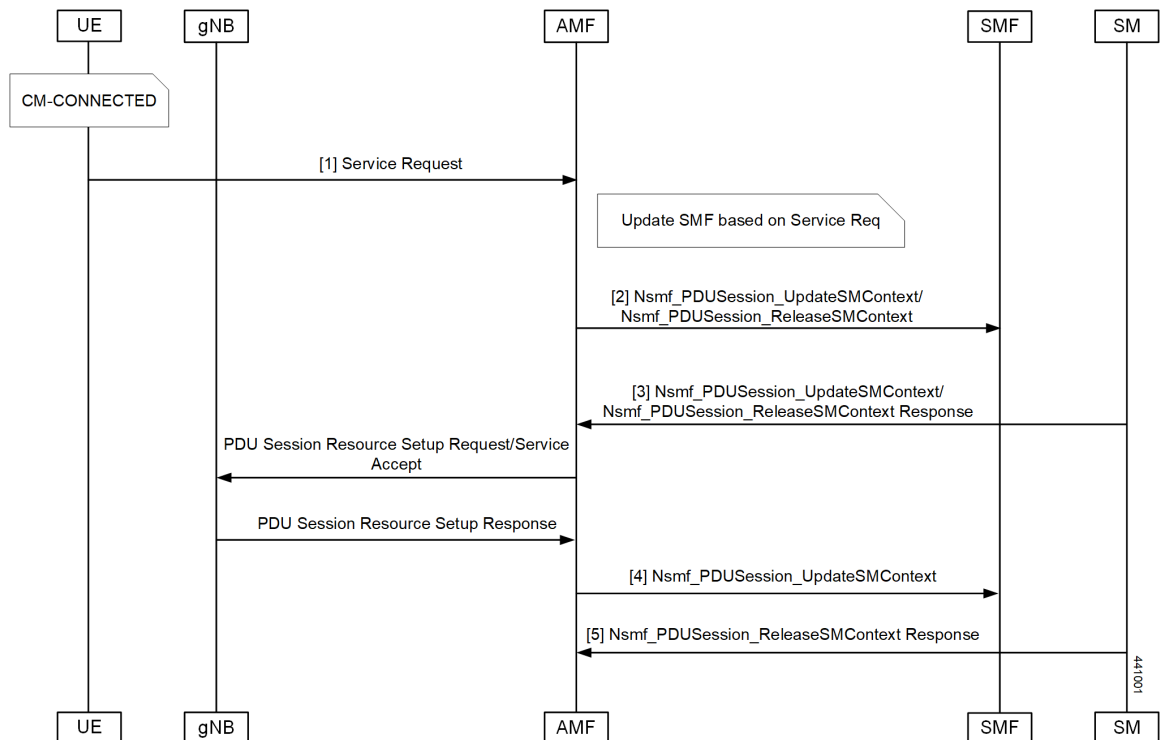 UE
gNB
AMF
SMF
SM
CM-CONNECTED
[1] Service Request
Update SMF based on Service Req
[2] Nsmf_PDUSession_UpdateSMContext/
Nsmf_PDUSession_ReleaseSMContext
[3] Nsmf_PDUSession_UpdateSMContext/
Nsmf_PDUSession_ReleaseSMContext Response
PDU Session Resource Setup Request/Service
Accept
PDU Session Resource Setup Response
[4] Nsmf_PDUSession_UpdateSMContext
[5] Nsmf_PDUSession_ReleaseSMContext Response
441001
UE
gNB
AMF
SMF
SM